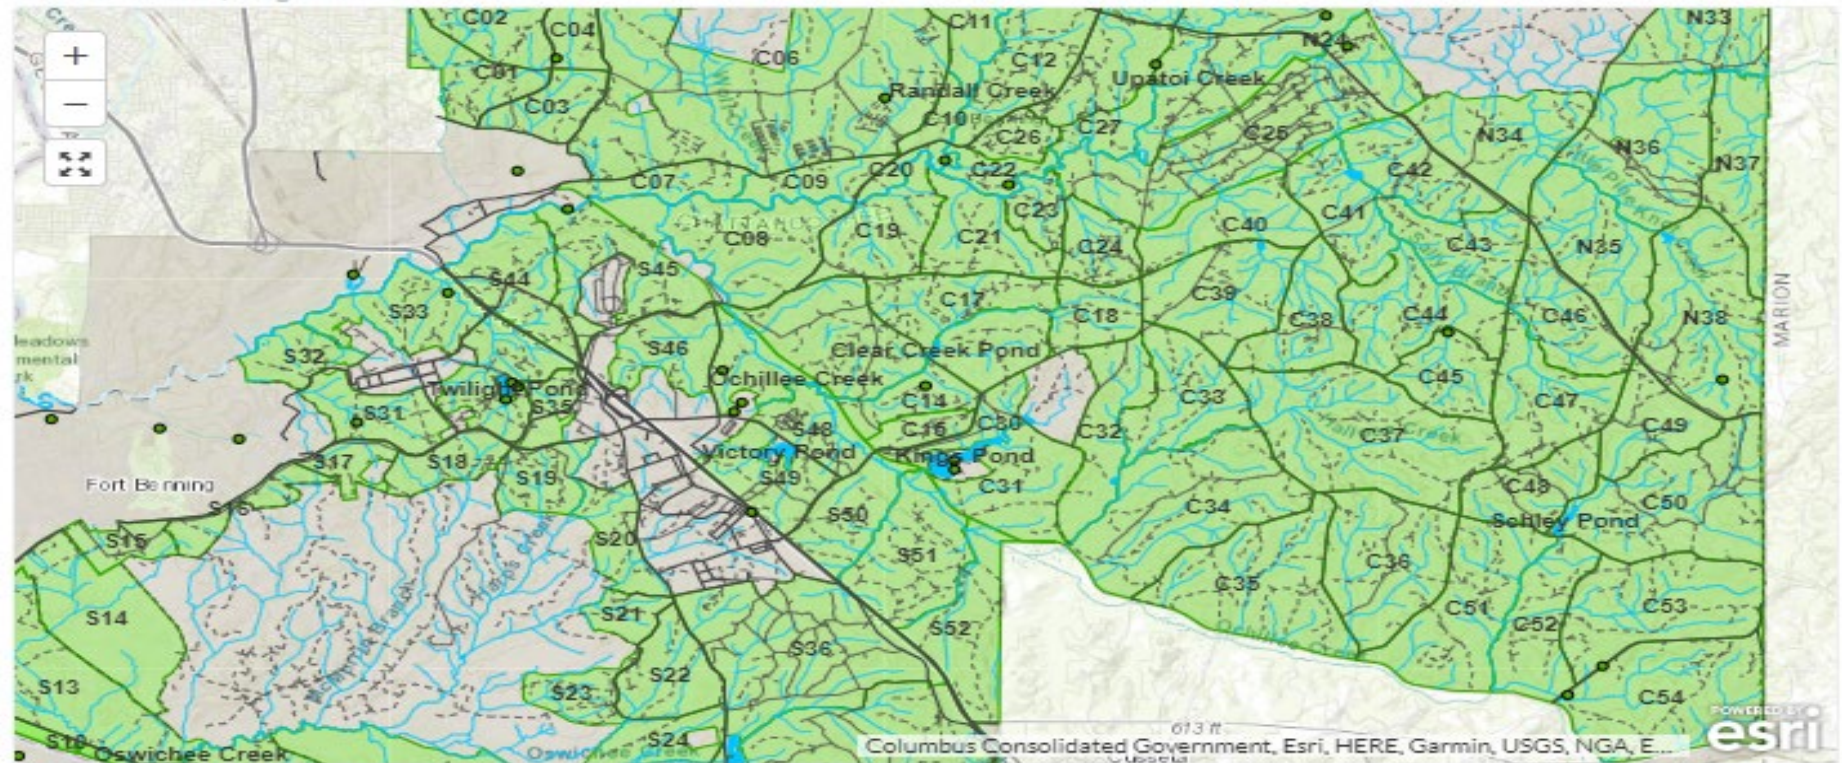 C02
C04
C11
N33
C06
C12
N24
C01
Upatoi Creek
C03
Randall Creek
C10
C27
C25
C26
N34
N36
C20
C22
C42
N37
C07
C09
C23
C41
C08
C19
C21
C24
C40
C43
N35
S45
S44
S33
C17
C39
MARION
C18
C38
C44
C46
N38
S32
S46
Clear Creek Pond
Ochillee Creek
C45
Twilight Pond
S35
C14
C33
C47
S31
C16
C30
C32
C37
C49
S48
Victory Pond
Kings Pond
S17
S18
S19
S49
C31
C48
Fort Benning
C50
S50
C34
Schley Pond
S15
S20
S51
C36
C35
S14
S21
C51
C53
C52
S52
S36
S22
S13
S23
C54
613 ft
POWERED BY
esri
S24
Oswichee Creek
Oswichee Creek
Columbus Consolidated Government, Esri, HERE, Garmin, USGS, NGA, E...